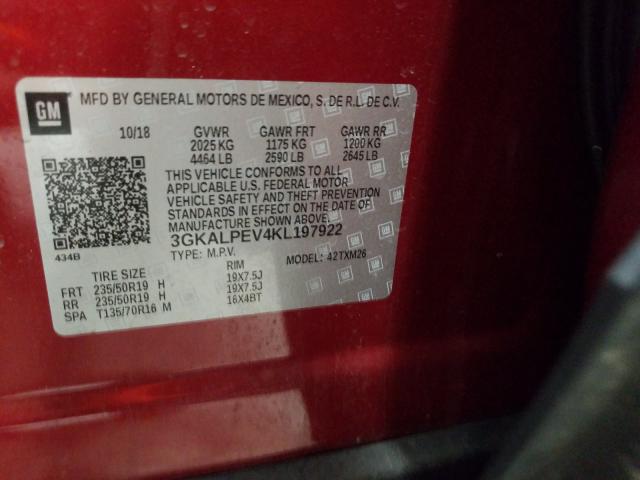 GM MFD BY GENERAL MOTORS DE MEXICO, S. DE R.L. DE C.V.
10/18 GVWR GAWR FRT GAWR RR
2025 KG 1175 KG 1200 KG
4464 LB 2590 LB 2645 LB
THIS VEHICLE CONFORMS TO ALL
APPLICABLE U.S. FEDERAL MOTOR
VEHICLE SAFETY AND THEFT PREVENTION
STANDARDS IN EFFECT ON THE DATE OF
MANUFACTURE SHOWN ABOVE.
434B 3GKALPEV4KL197922
TYPE: M.P.V. MODEL: 42TXM26
TIRE SIZE RIM
FRT 235/50R19 H 19X7.5J
RR 235/50R19 H 19X7.5J
SPA T135/70R16 M 16X4BT